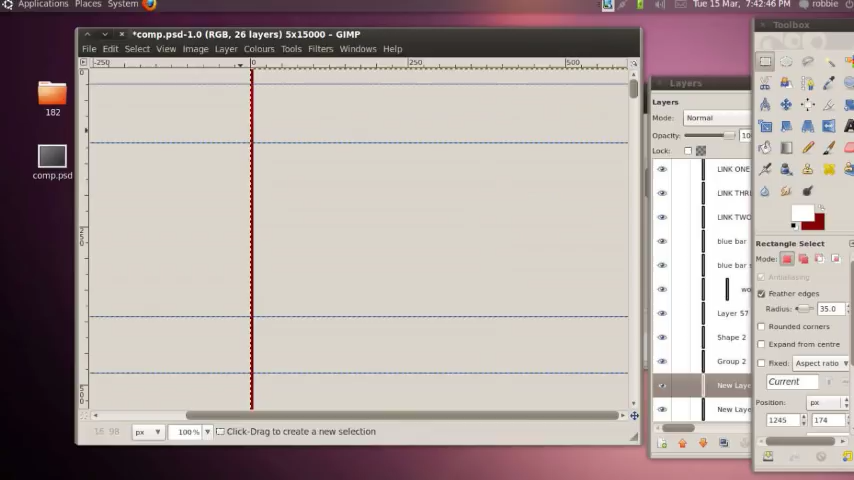 Applications Places System
Tue 15 Mar, 7:42:46 PM robbie
*comp.psd-1.0 (RGB, 26 layers) 5x15000 – GIMP
File Edit Select View Image Layer Colours Tools Filters Windows Help
-250 0 250 500
182
comp.psd
px 100% Click-Drag to create a new selection
Layers
Layers
Mode: Normal
Opacity: 10
Lock:
LINK ONE
LINK THR
LINK TWO
blue bar
blue bar
wo
Layer 57
Shape 2
Group 2
New Laye
New Laye
Toolbox
Rectangle Select
Mode:
Antialiasing
Feather edges
Radius: 35.0
Rounded corners
Expand from centre
Fixed: Aspect ratio
Current
Position: px
1245 174